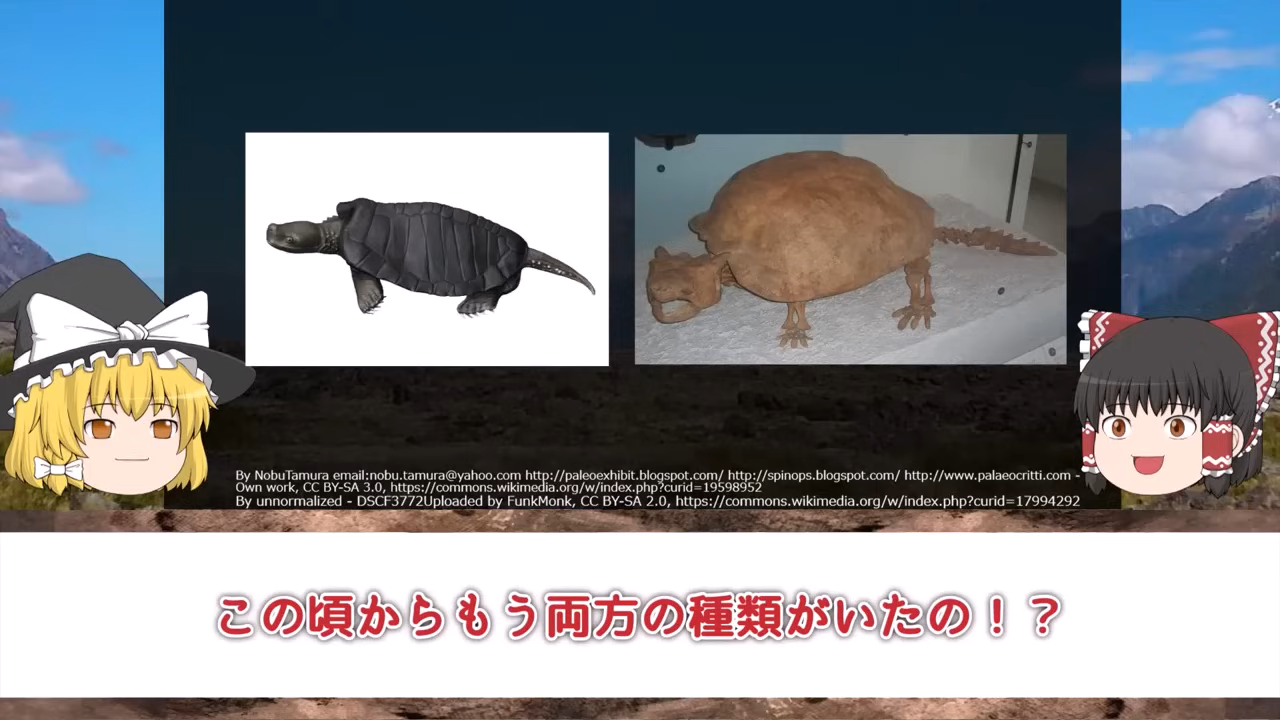 By NobuTamura email:nobu.tamura@yahoo.com http://paleoexhibit.blogspot.com/ http://spinops.blogspot.com/ http://www.palaeocritti.com -
Own work, CC BY-SA 3.0, https://commons.wikimedia.org/w/index.php?curid=19598952
By unnormalized - DSCF3772Uploaded by FunkMonk, CC BY-SA 2.0, https://commons.wikimedia.org/w/index.php?curid=17994292
この頃からもう両方の種類がいたの！？